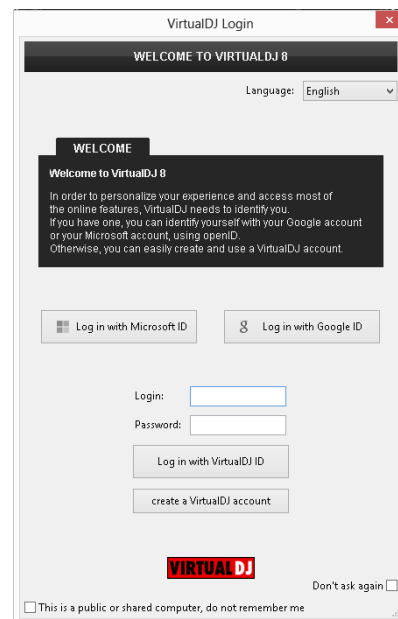 VirtualDJ Login
WELCOME TO VIRTUALDJ 8
Language: English
WELCOME
Welcome to VirtualDJ 8
In order to personalize your experience and access most of
the online features, VirtualDJ needs to identify you.
If you have one, you can identify yourself with your Google account
or your Microsoft account, using openID.
Otherwise, you can easily create and use a VirtualDJ account.
Log in with Microsoft ID
g Log in with Google ID
Login:
Password:
Log in with VirtualDJ ID
create a VirtualDJ account
VIRTUAL DJ
Don't ask again
This is a public or shared computer, do not remember me